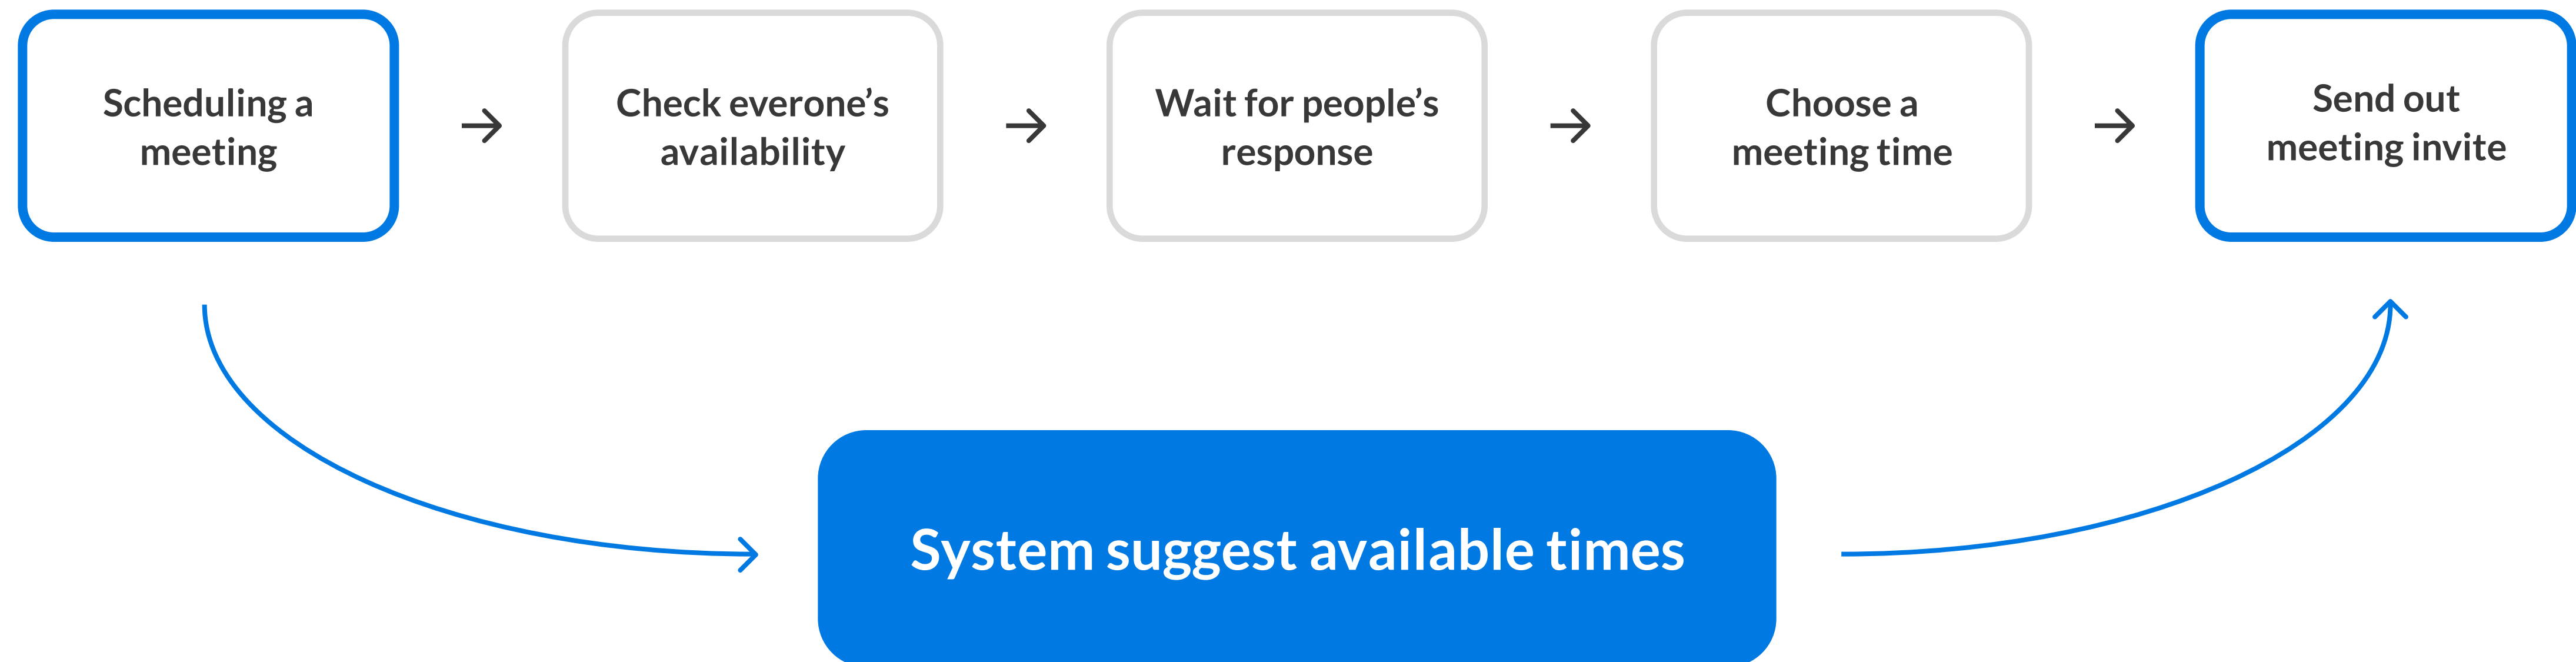 Scheduling a
meeting
Check everone’s
availability
Wait for people’s
response
Choose a
meeting time
Send out
meeting invite
System suggest available times